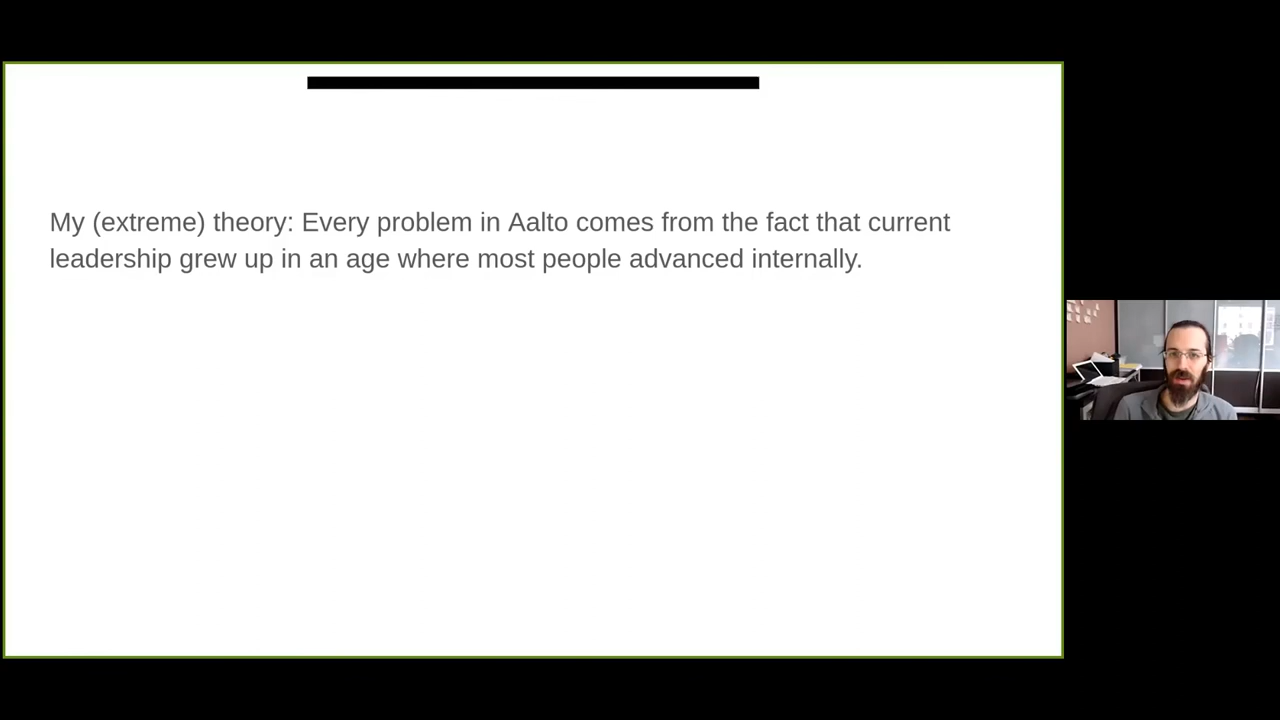 My (extreme) theory: Every problem in Aalto comes from the fact that current
leadership grew up in an age where most people advanced internally.